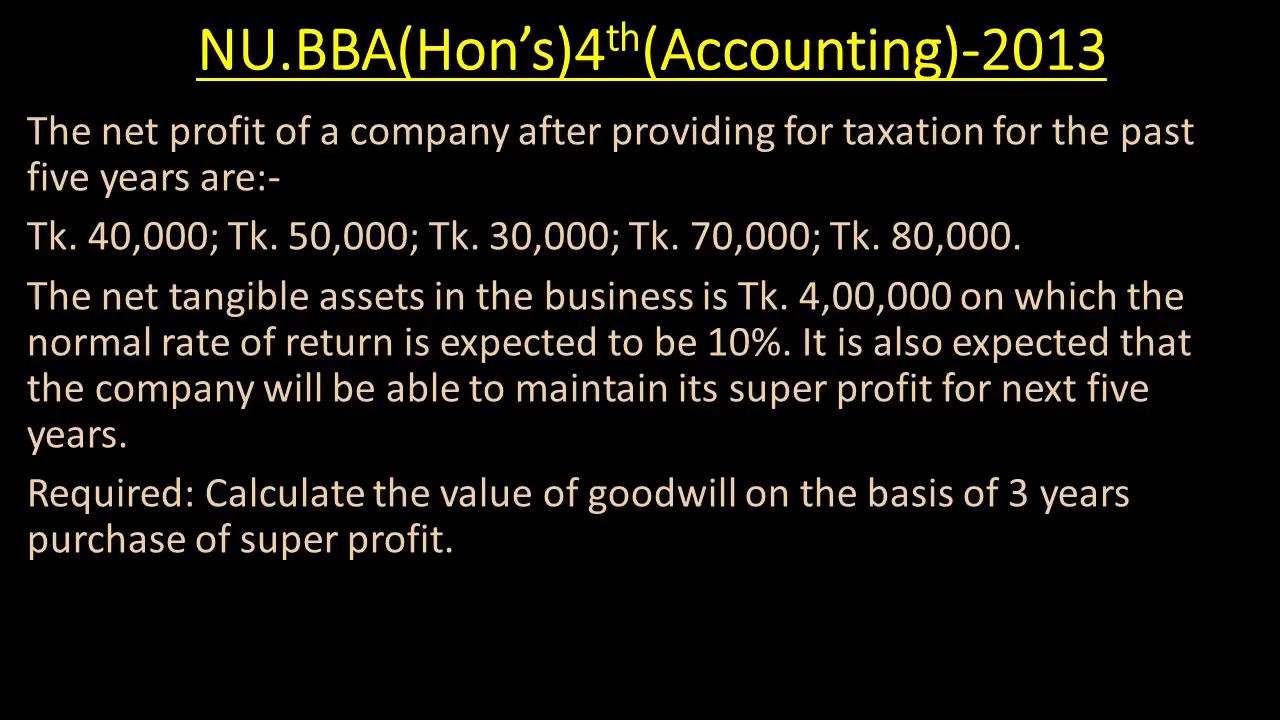 NU.BBA(Hon’s)4th(Accounting)-2013
The net profit of a company after providing for taxation for the past
five years are:-
Tk. 40,000; Tk. 50,000; Tk. 30,000; Tk. 70,000; Tk. 80,000.
The net tangible assets in the business is Tk. 4,00,000 on which the
normal rate of return is expected to be 10%. It is also expected that
the company will be able to maintain its super profit for next five
years.
Required: Calculate the value of goodwill on the basis of 3 years
purchase of super profit.